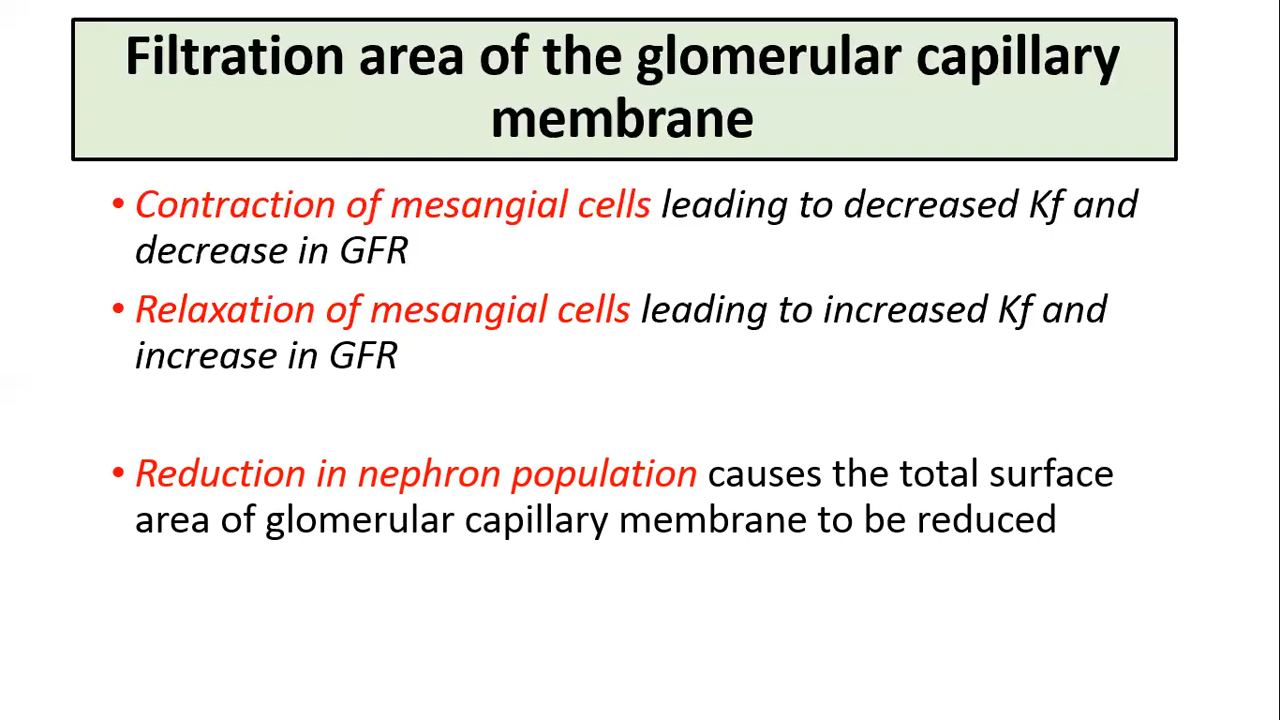 Filtration area of the glomerular capillary
membrane
• Contraction of mesangial cells leading to decreased Kf and
decrease in GFR
• Relaxation of mesangial cells leading to increased Kf and
increase in GFR
• Reduction in nephron population causes the total surface
area of glomerular capillary membrane to be reduced